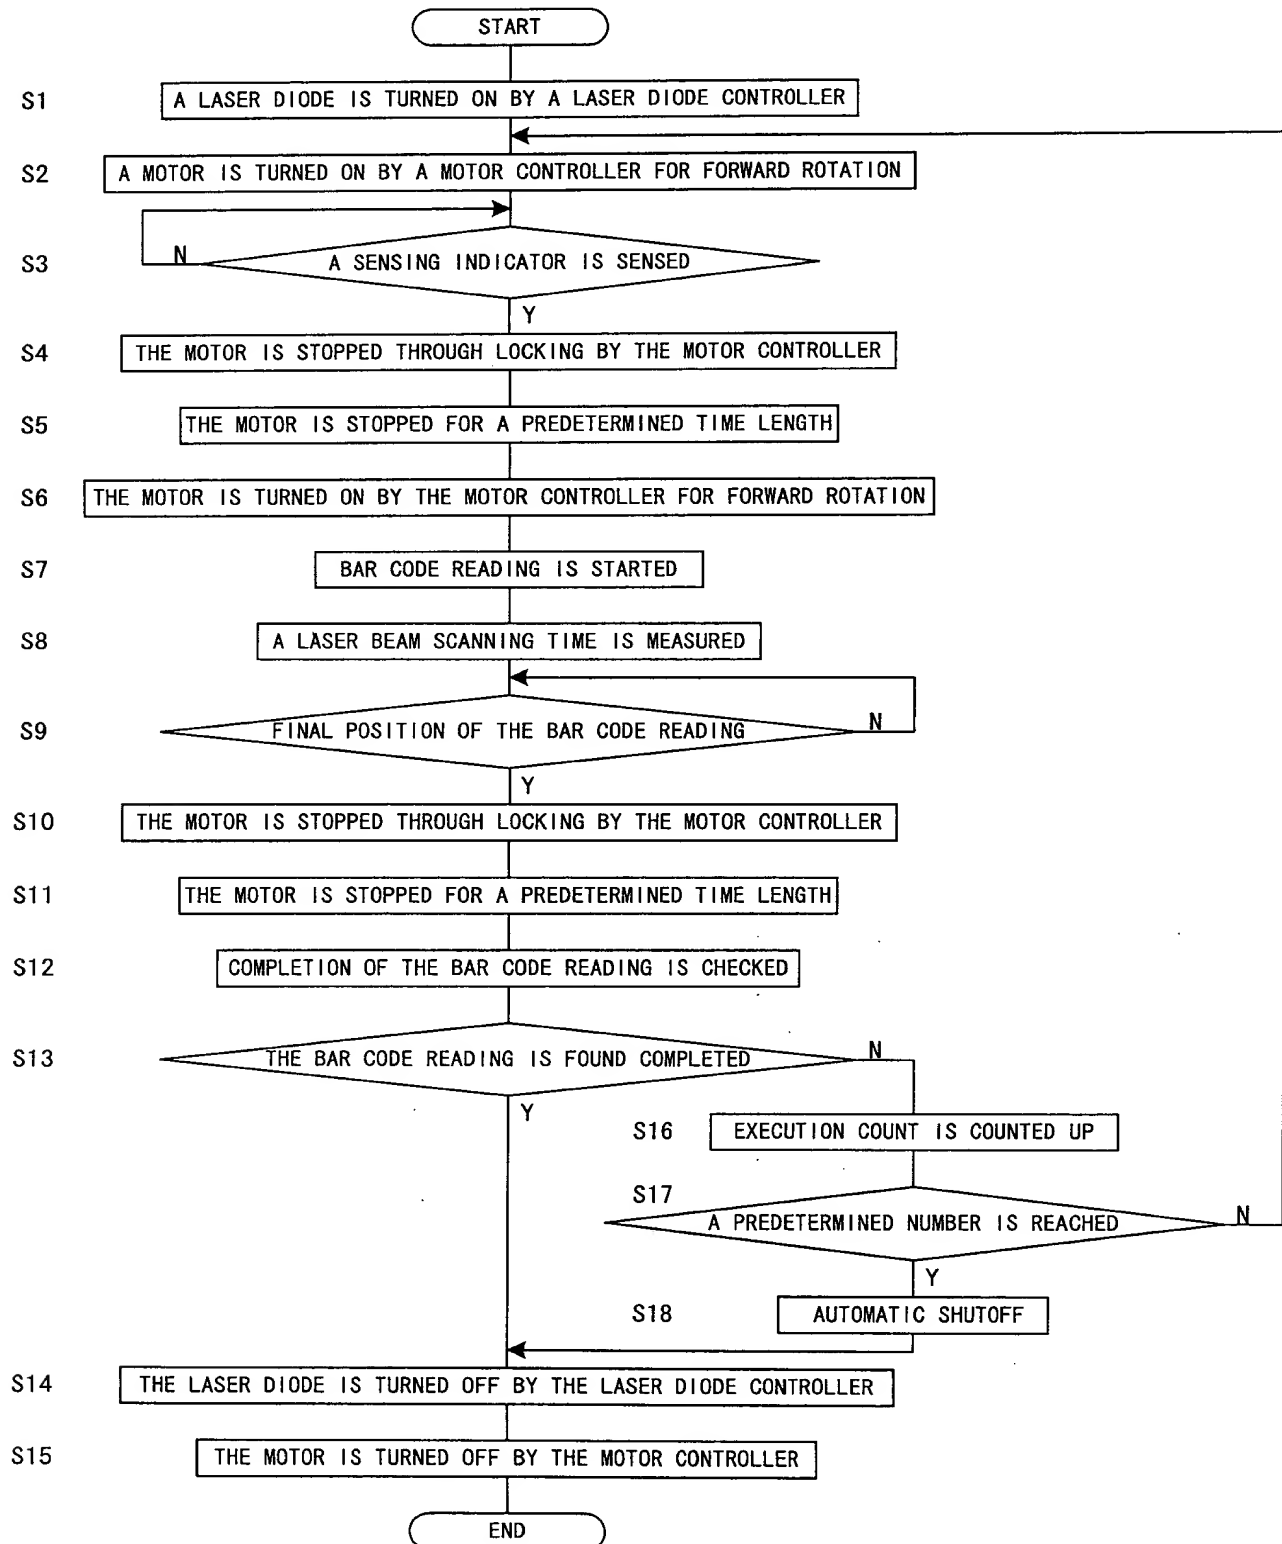 START
S1
A LASER DIODE IS TURNED ON BY A LASER DIODE CONTROLLER
S2
A MOTOR IS TURNED ON BY A MOTOR CONTROLLER FOR FORWARD ROTATION
S3
N
A SENSING INDICATOR IS SENSED
Y
S4
THE MOTOR IS STOPPED THROUGH LOCKING BY THE MOTOR CONTROLLER
S5
THE MOTOR IS STOPPED FOR A PREDETERMINED TIME LENGTH
S6
THE MOTOR IS TURNED ON BY THE MOTOR CONTROLLER FOR FORWARD ROTATION
S7
BAR CODE READING IS STARTED
S8
A LASER BEAM SCANNING TIME IS MEASURED
S9
FINAL POSITION OF THE BAR CODE READING
N
Y
S10
THE MOTOR IS STOPPED THROUGH LOCKING BY THE MOTOR CONTROLLER
S11
THE MOTOR IS STOPPED FOR A PREDETERMINED TIME LENGTH
S12
COMPLETION OF THE BAR CODE READING IS CHECKED
S13
THE BAR CODE READING IS FOUND COMPLETED
N
Y
S16
EXECUTION COUNT IS COUNTED UP
S17
A PREDETERMINED NUMBER IS REACHED
N
Y
S18
AUTOMATIC SHUTOFF
S14
THE LASER DIODE IS TURNED OFF BY THE LASER DIODE CONTROLLER
S15
THE MOTOR IS TURNED OFF BY THE MOTOR CONTROLLER
END